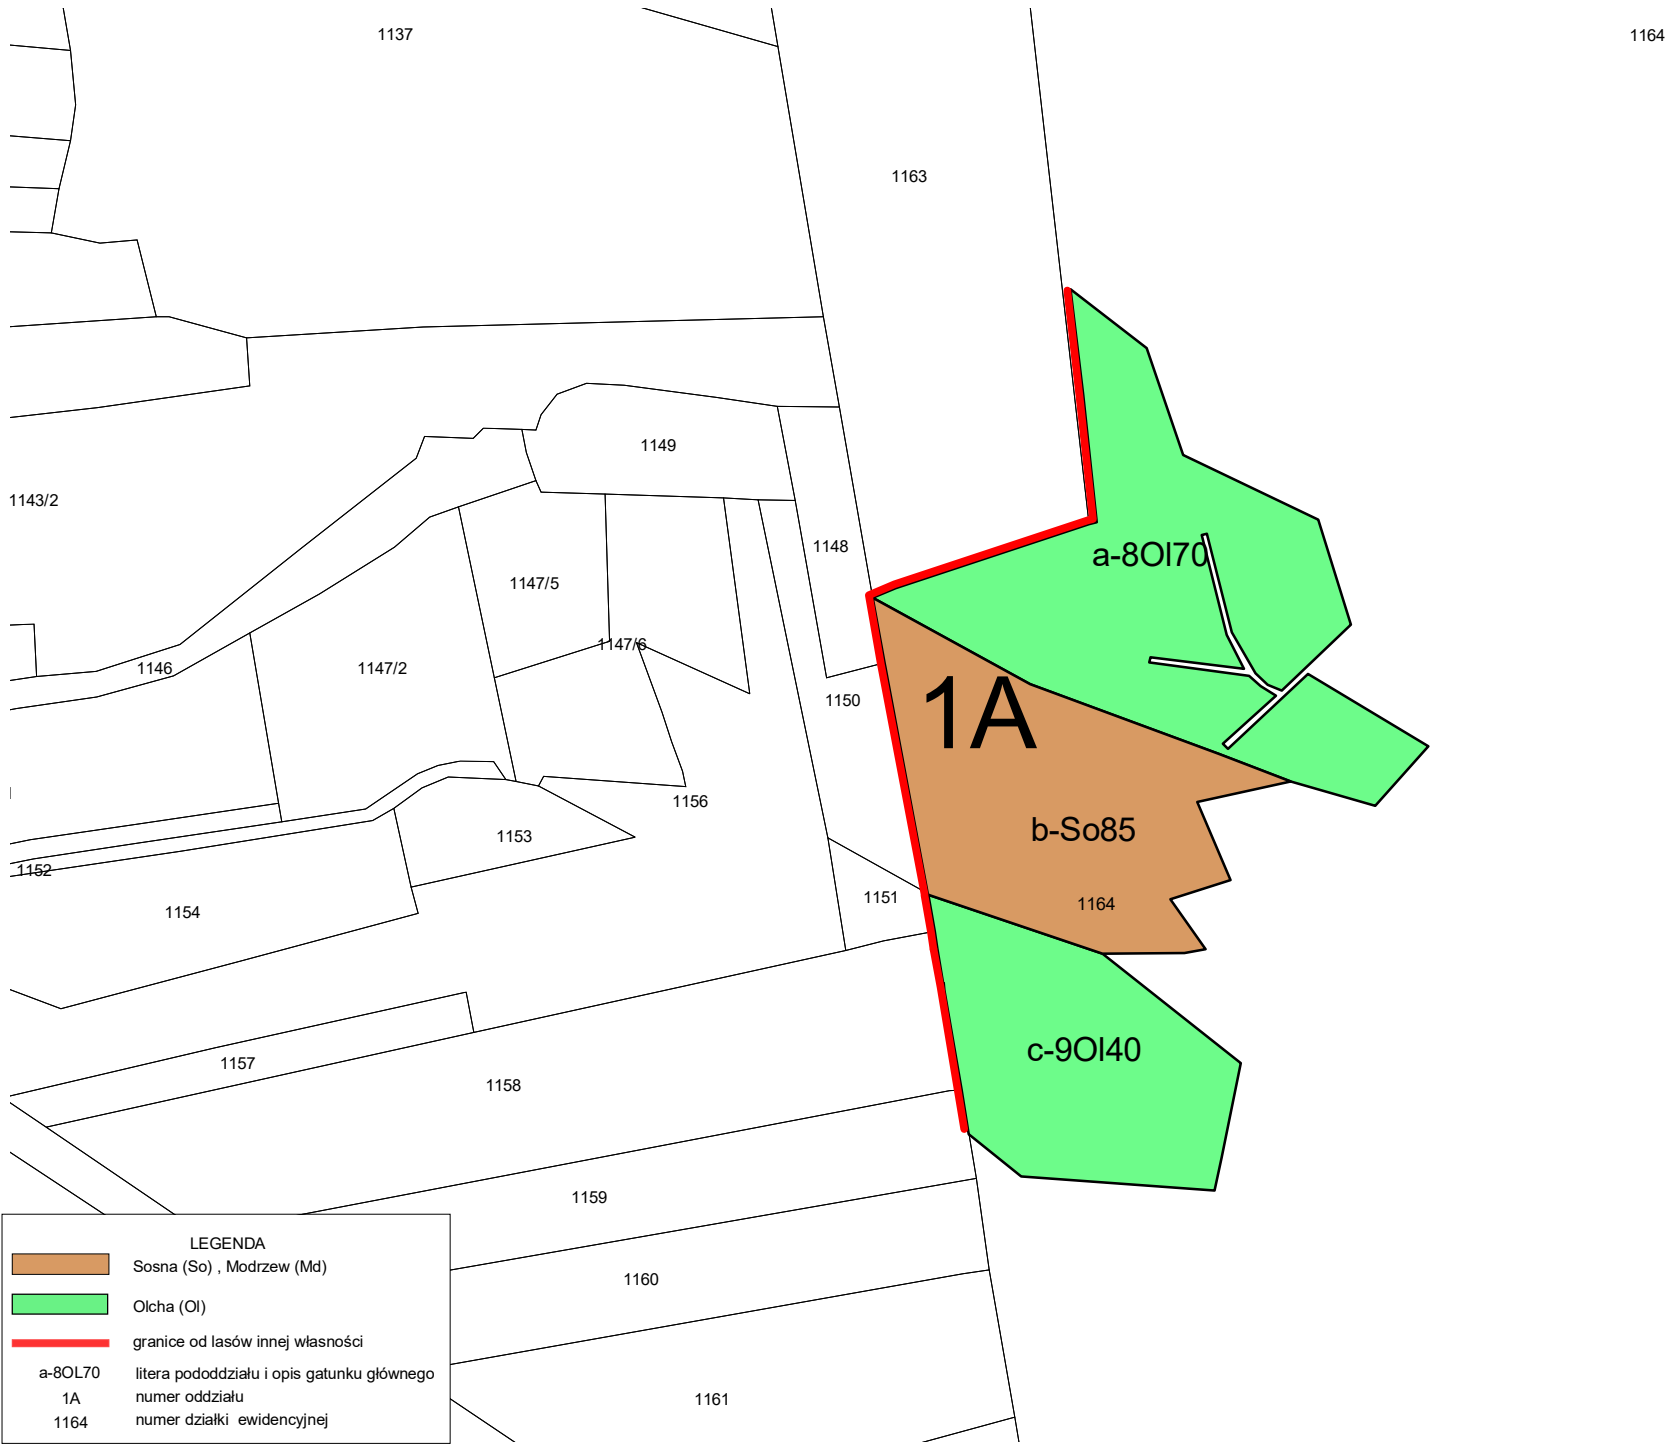 1137
1164
1163
1149
1143/2
1148
a-8Ol70
1147/5
1147/6
1146
1147/2
1150
1A
1156
b-So85
1153
1152
1151
1164
1154
c-9Ol40
1157
1158
1159
1160
1161
LEGENDA
Sosna (So) , Modrzew (Md)
Olcha (Ol)
granice od lasów innej własności
a-8OL70 litera pododdziału i opis gatunku głównego
1A numer oddziału
1164 numer działki ewidencyjnej